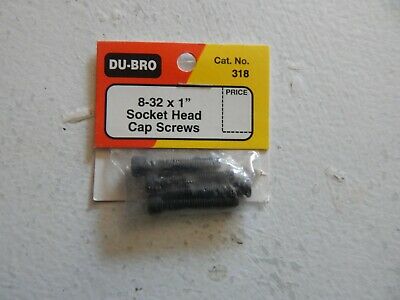 DU-BRO
Cat. No.
318
8-32 x 1"
Socket Head
Cap Screws
PRICE